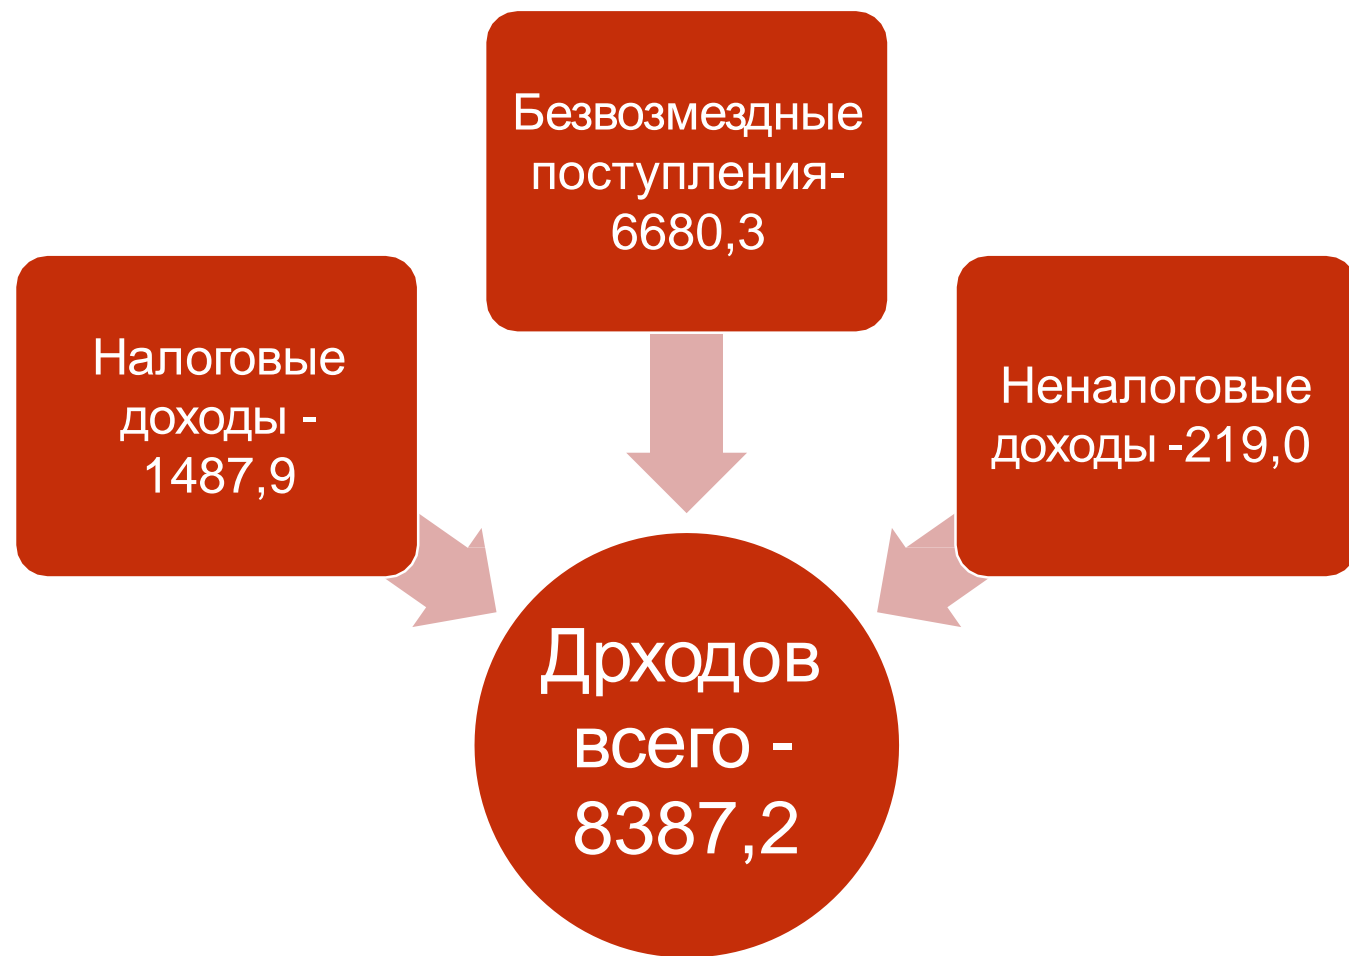 Безвозмездные
поступления-
6680,3
Налоговые
доходы -
1487,9
Неналоговые
доходы -219,0
Дрходов
всего -
8387,2